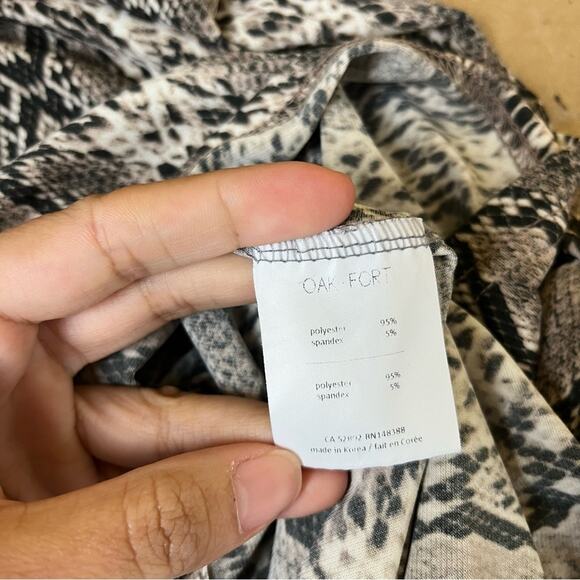 OAK + FORT
polyester 95%
spandex 5%
polyester 95%
spandex 5%
CA 52892 RN148388
made in Korea / fait en Corée